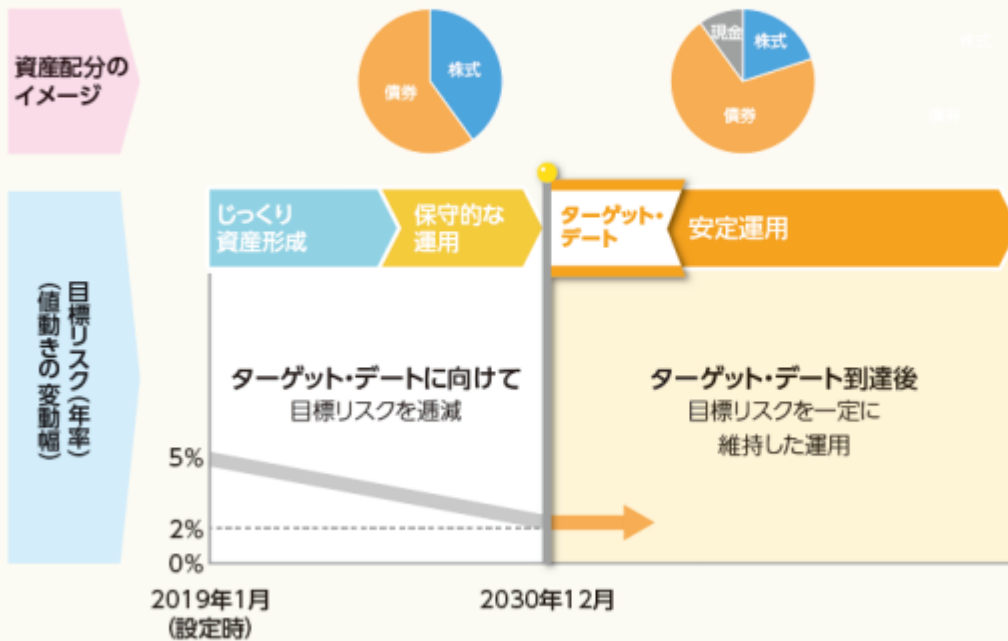 資産配分の
イメージ
株式
債券
現金
株式
債券
じっくり
資産形成
保守的な
運用
ターゲット・
デート
安定運用
目標リスク(年率)
(値動きの変動幅)
ターゲット・デートに向けて
目標リスクを逓減
ターゲット・デート到達後
目標リスクを一定に
維持した運用
5%
2%
0%
2019年1月
(設定時)
2030年12月
株式
債券